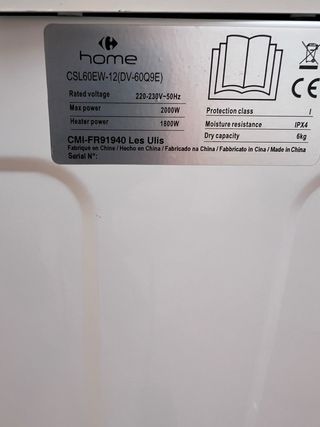 home
CSL60EW-12(DV-60Q9E)
Rated voltage 220-230V~50Hz
Max power 2000W
Heater power 1800W
CMI-FR91940 Les Ulis
Fabrique en Chine / Hecho en China / Fabricado na China / Fabbricato in Cina / Made in China
Serial N°:
CE
Protection class I
Moisture resistance IPX4
Dry capacity 6kg